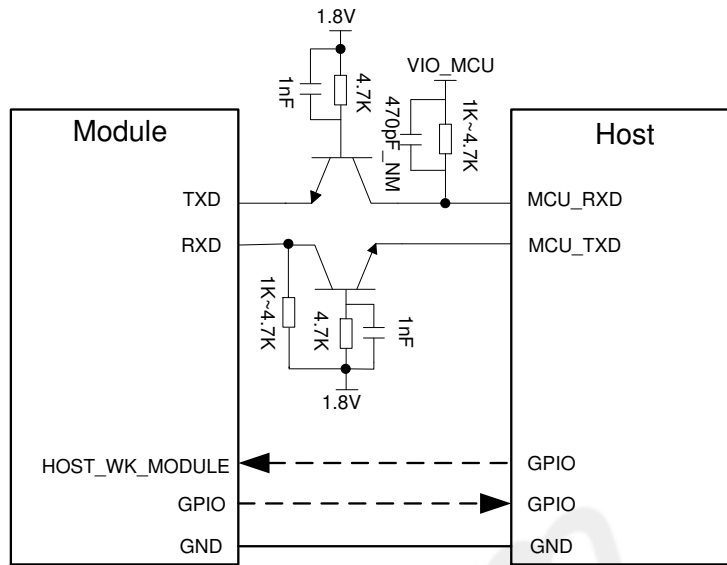 1.8V
1nF
4.7K
VIO_MCU
470pF_NM
1K~4.7K
Module
Host
TXD
MCU_RXD
RXD
MCU_TXD
1K~4.7K
4.7K
1nF
1.8V
HOST_WK_MODULE
GPIO
GPIO
GPIO
GND
GND